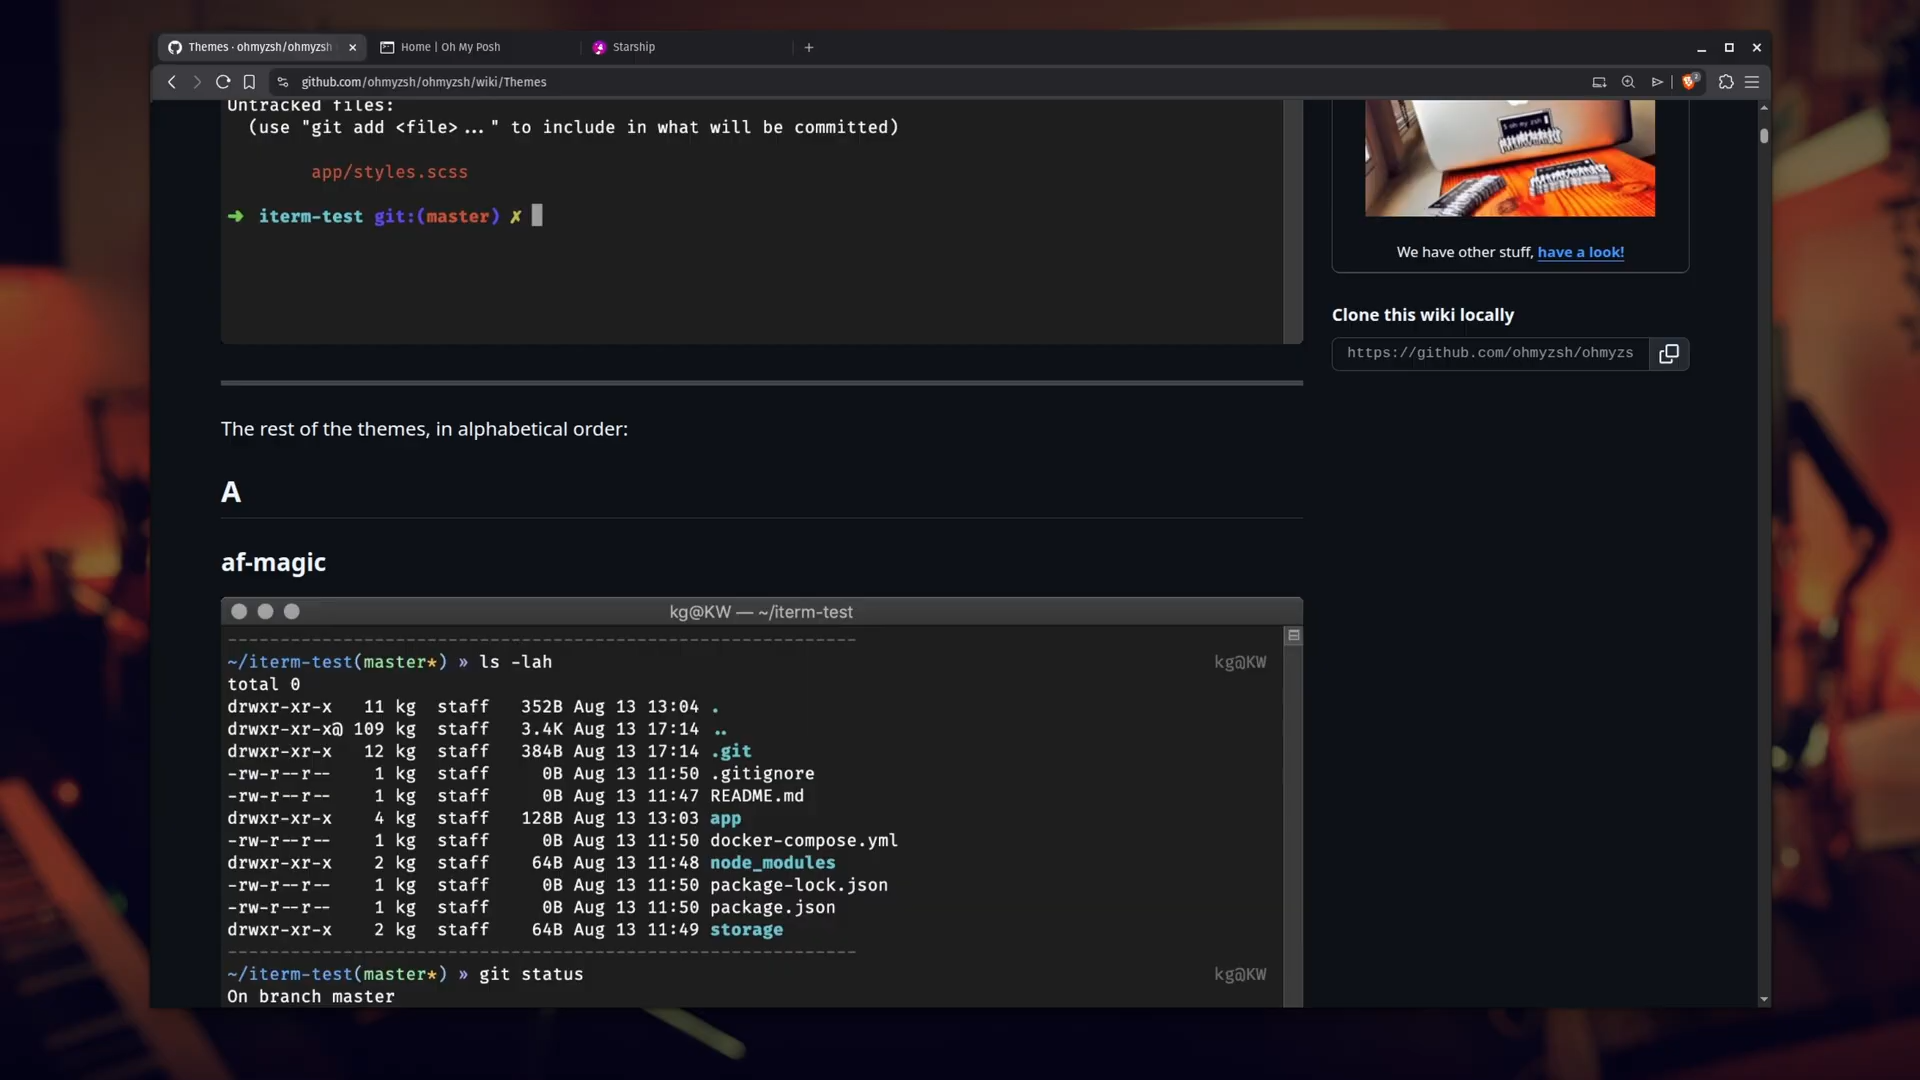 Themes · ohmyzsh/ohmyzsh
Home | Oh My Posh
Starship
github.com/ohmyzsh/ohmyzsh/wiki/Themes
2
Untracked files:
(use "git add <file>..." to include in what will be committed)
app/styles.scss
➜ iterm-test git:(master) ✗
$ oh my zsh
We have other stuff, have a look!
Clone this wiki locally
https://github.com/ohmyzsh/ohmyzs
The rest of the themes, in alphabetical order:
A
af-magic
kg@KW — ~/iterm-test
~/iterm-test(master*) » ls -lah kg@KW
total 0
drwxr-xr-x 11 kg staff 352B Aug 13 13:04 .
drwxr-xr-x@ 109 kg staff 3.4K Aug 13 17:14 ..
drwxr-xr-x 12 kg staff 384B Aug 13 17:14 .git
-rw-r--r-- 1 kg staff 0B Aug 13 11:50 .gitignore
-rw-r--r-- 1 kg staff 0B Aug 13 11:47 README.md
drwxr-xr-x 4 kg staff 128B Aug 13 13:03 app
-rw-r--r-- 1 kg staff 0B Aug 13 11:50 docker-compose.yml
drwxr-xr-x 2 kg staff 64B Aug 13 11:48 node_modules
-rw-r--r-- 1 kg staff 0B Aug 13 11:50 package-lock.json
-rw-r--r-- 1 kg staff 0B Aug 13 11:50 package.json
drwxr-xr-x 2 kg staff 64B Aug 13 11:49 storage
~/iterm-test(master*) » git status kg@KW
On branch master